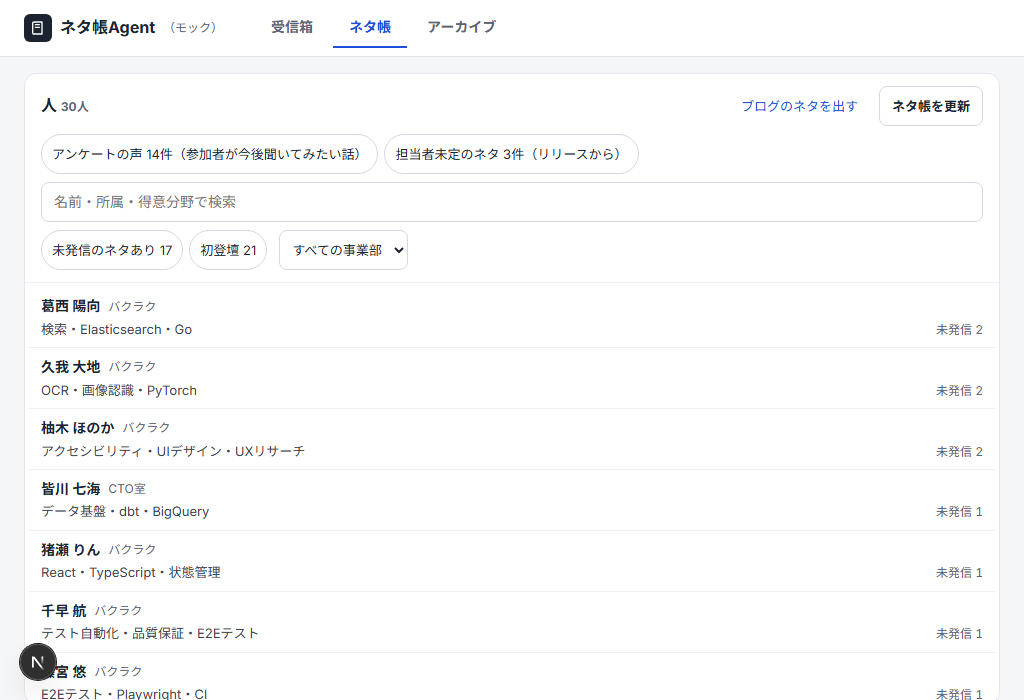 ネタ帳Agent （モック） 受信箱 ネタ帳 アーカイブ
人 30人 ブログのネタを出す ネタ帳を更新
アンケートの声 14件（参加者が今後聞いてみたい話） 担当者未定のネタ 3件（リリースから）
名前・所属・得意分野で検索
未発信のネタあり 17 初登壇 21 すべての事業部
葛西 陽向 バクラク
検索・Elasticsearch・Go 未発信 2
久我 大地 バクラク
OCR・画像認識・PyTorch 未発信 2
柚木 ほのか バクラク
アクセシビリティ・UIデザイン・UXリサーチ 未発信 2
皆川 七海 CTO室
データ基盤・dbt・BigQuery 未発信 1
猪瀬 りん バクラク
React・TypeScript・状態管理 未発信 1
千早 航 バクラク
テスト自動化・品質保証・E2Eテスト 未発信 1
宮 悠 バクラク
E2Eテスト・Playwright・CI 未発信 1
N